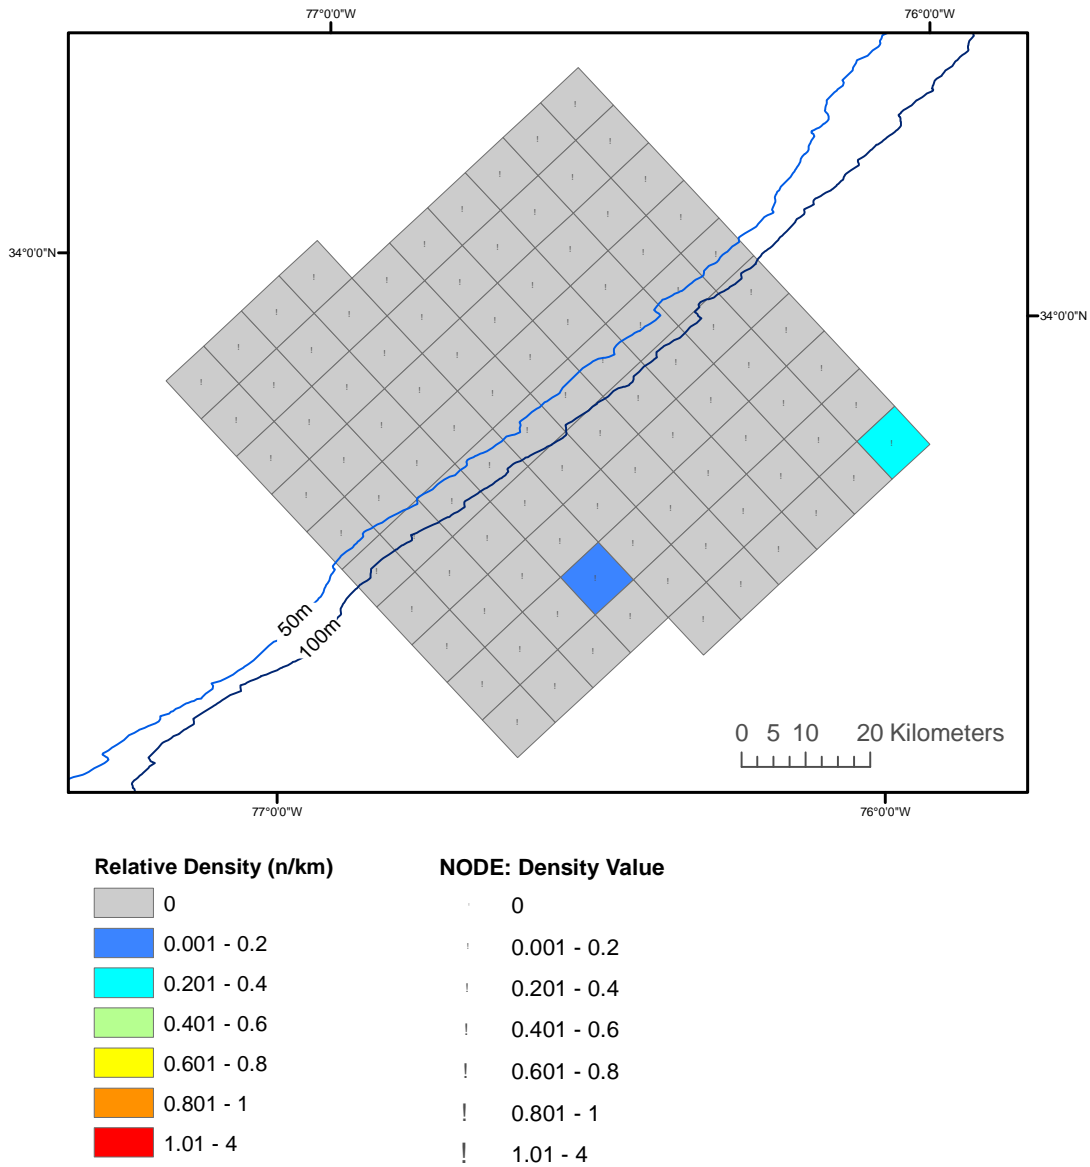 77°0'0"W 76°0'0"W
34°0'0"N
34°0'0"N
50m
100m
0 5 10 20 Kilometers
77°0'0"W 76°0'0"W
Relative Density (n/km)
0
0.001 - 0.2
0.201 - 0.4
0.401 - 0.6
0.601 - 0.8
0.801 - 1
1.01 - 4
NODE: Density Value
! 0
! 0.001 - 0.2
! 0.201 - 0.4
! 0.401 - 0.6
! 0.601 - 0.8
! 0.801 - 1
! 1.01 - 4